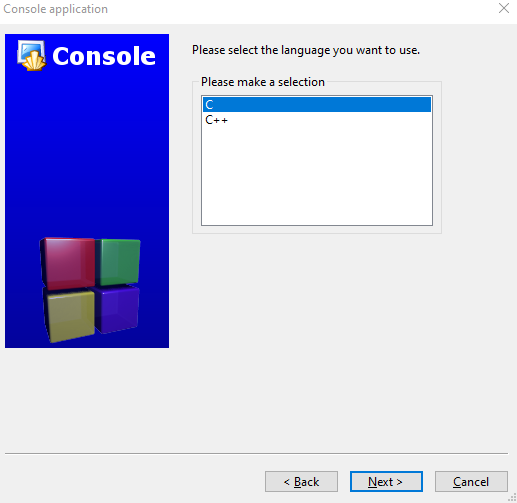 Console application
Console
Please select the language you want to use.
Please make a selection
C
C++
< Back
Next >
Cancel